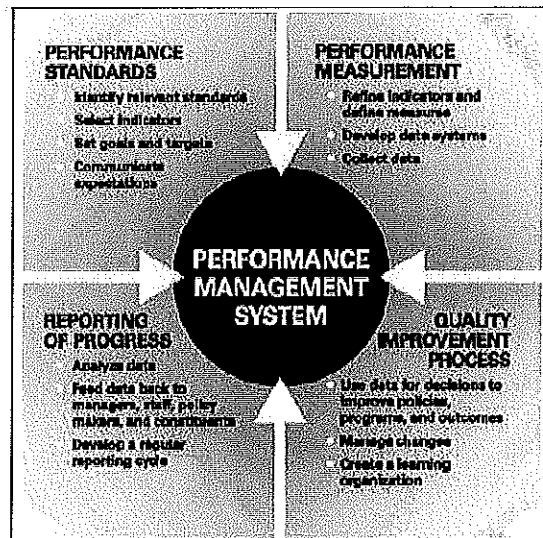 PERFORMANCE
STANDARDS
Identify relevant standards
Select indicators
Set goals and targets
Communicate
expectations
PERFORMANCE
MEASUREMENT
Refine indicators and
define measures
Develop data systems
Collect data
PERFORMANCE
MANAGEMENT
SYSTEM
REPORTING
OF PROGRESS
Analyze data
Feed data back to
managers, staff, policy
makers, and constituents
Develop a regular
reporting cycle
QUALITY
IMPROVEMENT
PROCESS
Use data for decisions to
improve policies,
programs, and outcomes
Manage changes
Create a learning
organization